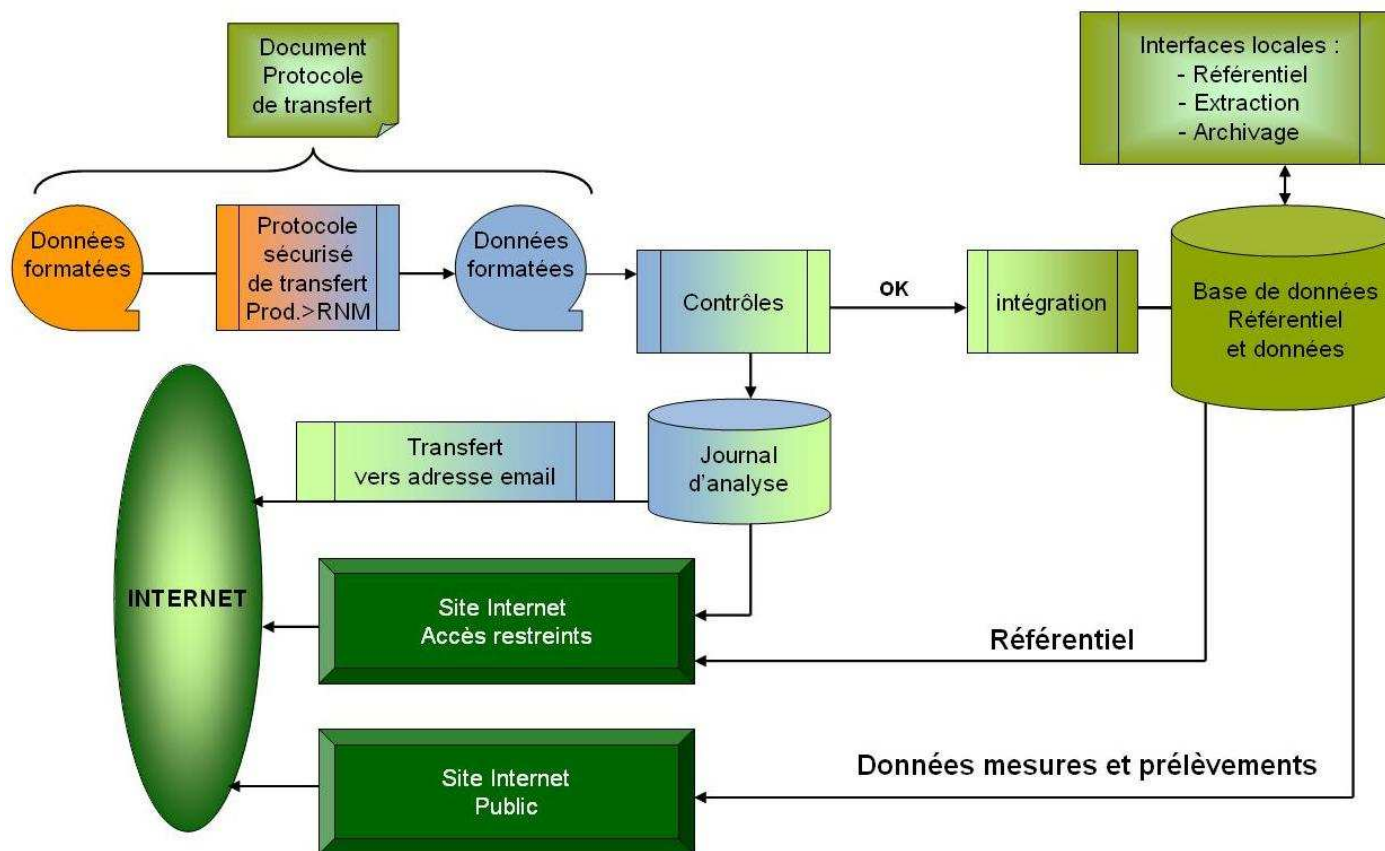 Document
Protocole
de transfert
Interfaces locales :
- Référentiel
- Extraction
- Archivage
Données
formatées
Protocole
sécurisé
de transfert
Prod.>RNM
Données
formatées
Contrôles
OK
intégration
Base de données
Référentiel
et données
Transfert
vers adresse email
Journal
d'analyse
INTERNET
Site Internet
Accès restreints
Référentiel
Site Internet
Public
Données mesures et prélèvements